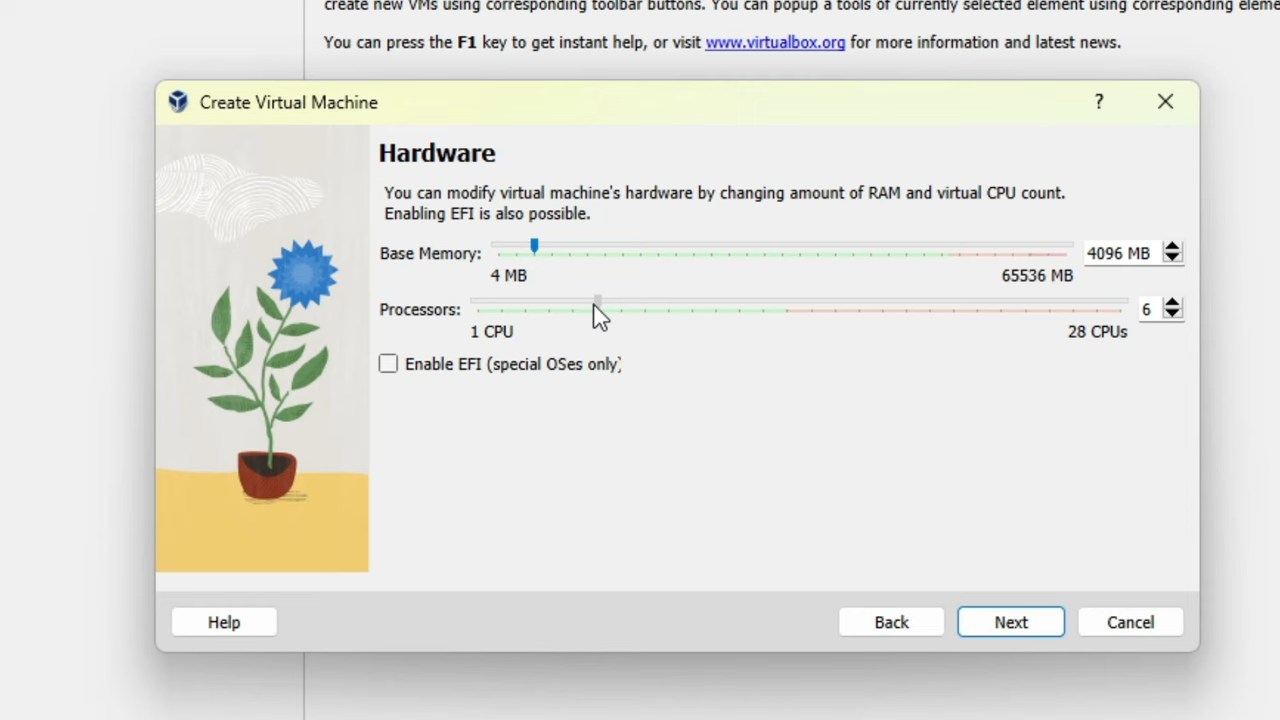 create new VMs using corresponding toolbar buttons. You can popup a tools of currently selected element using corresponding
You can press the F1 key to get instant help, or visit www.virtualbox.org for more information and latest news.
Create Virtual Machine ?
Hardware
You can modify virtual machine's hardware by changing amount of RAM and virtual CPU count.
Enabling EFI is also possible.
Base Memory: 4096 MB
4 MB 65536 MB
Processors: 6
1 CPU 28 CPUs
Enable EFI (special OSes only)
Help Back Next Cancel